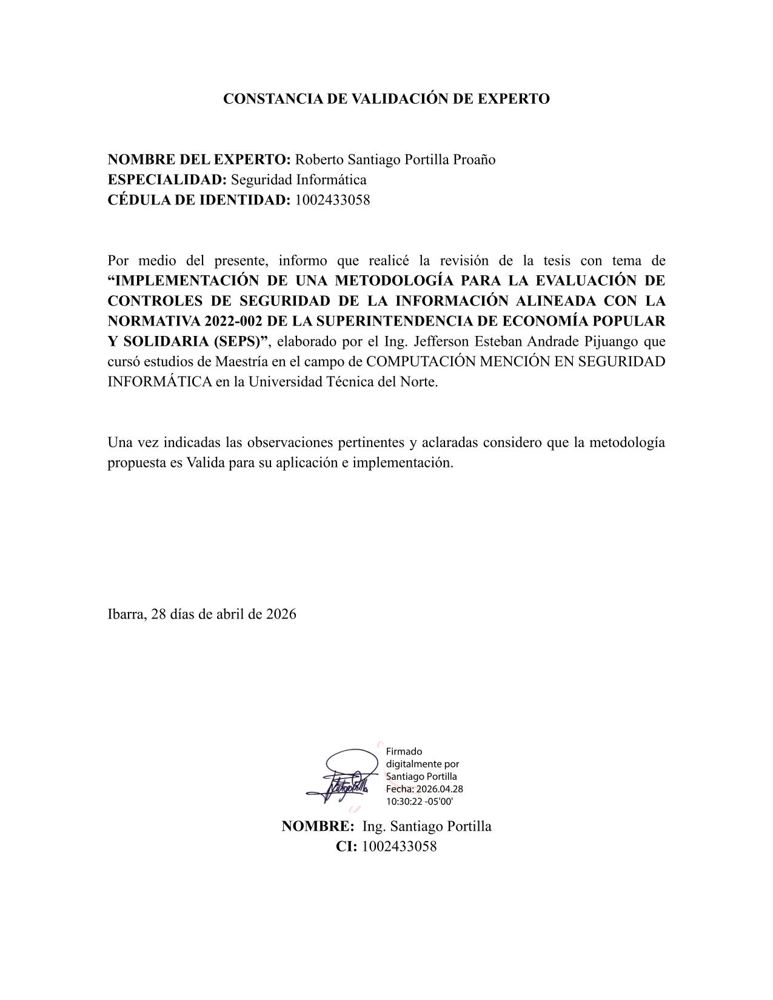 CONSTANCIA DE VALIDACIÓN DE EXPERTO
NOMBRE DEL EXPERTO: Roberto Santiago Portilla Proaño
ESPECIALIDAD: Seguridad Informática
CÉDULA DE IDENTIDAD: 1002433058
Por medio del presente, informo que realicé la revisión de la tesis con tema de
“IMPLEMENTACIÓN DE UNA METODOLOGÍA PARA LA EVALUACIÓN DE
CONTROLES DE SEGURIDAD DE LA INFORMACIÓN ALINEADA CON LA
NORMATIVA 2022-002 DE LA SUPERINTENDENCIA DE ECONOMÍA POPULAR
Y SOLIDARIA (SEPS)”, elaborado por el Ing. Jefferson Esteban Andrade Pijuango que
cursó estudios de Maestría en el campo de COMPUTACIÓN MENCIÓN EN SEGURIDAD
INFORMÁTICA en la Universidad Técnica del Norte.
Una vez indicadas las observaciones pertinentes y aclaradas considero que la metodología
propuesta es Valida para su aplicación e implementación.
Ibarra, 28 días de abril de 2026
Firmado
digitalmente por
Santiago Portilla
Fecha: 2026.04.28
10:30:22 -05'00'
NOMBRE: Ing. Santiago Portilla
CI: 1002433058